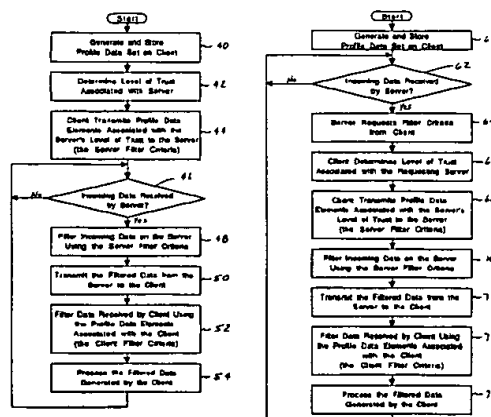 Start
Generate and Store
Profile Data Set on Client
40
Determine Level of Trust
Associated with Server
42
Client Transmits Profile Data
Elements Associated with the
Server's Level of Trust to the Server
(the Server Filter Criteria)
44
46
Incoming Data Received
by Server?
No
Yes
Filter Incoming Data on the Server
Using the Server Filter Criteria
48
Transmit the Filtered Data from the
Server to the Client
50
Filter Data Received by Client Using
the Profile Data Elements Associated
with the Client
(the Client Filter Criteria)
52
Process the Filtered Data
Generated by the Client
54
Start
Generate and Store
Profile Data Set on Client
62
Incoming Data Received
by Server?
No
Yes
Server Requests Filter Criteria
from Client
Client Determines Level of Trust
Associated with the Requesting Server
Client Transmits Profile Data
Elements Associated with the Server's
Level of Trust to the Server
(the Server Filter Criteria)
Filter Incoming Data on the Server
Using the Server Filter Criteria
Transmit the Filtered Data from the
Server to the Client
Filter Data Received by Client Using
the Profile Data Elements Associated
with the Client
(the Client Filter Criteria)
Process the Filtered Data
Generated by the Client